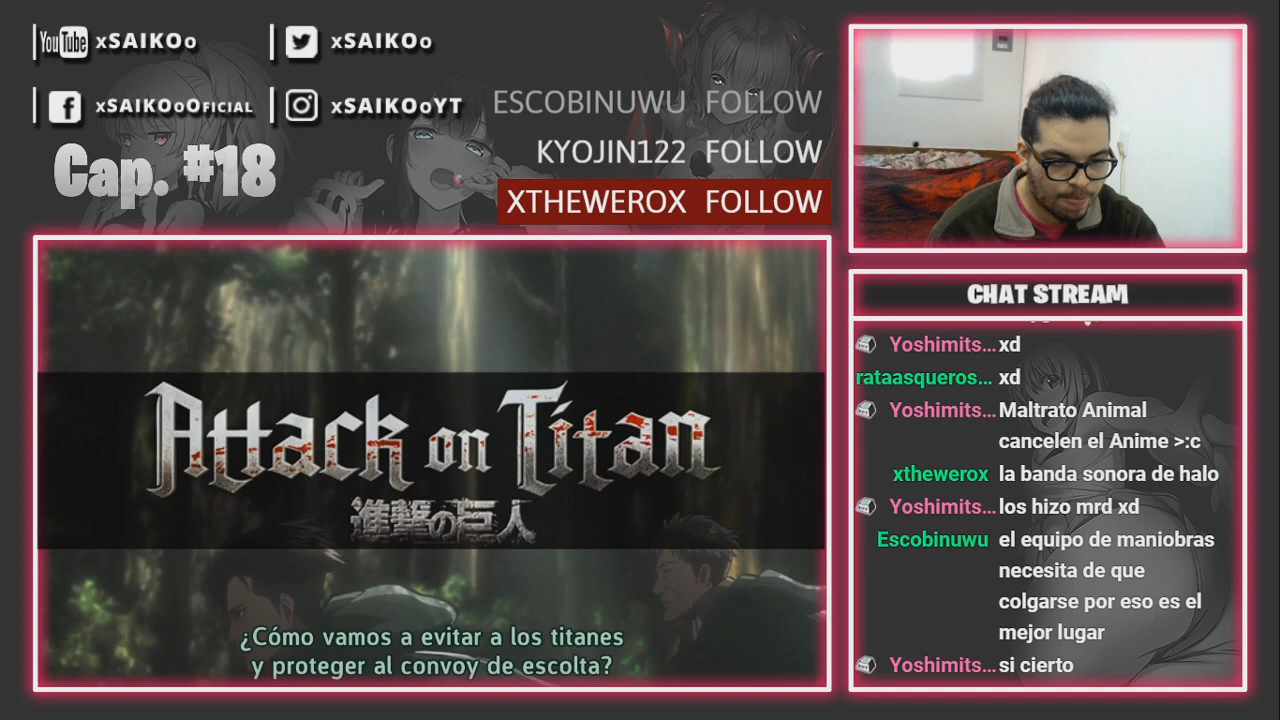 YouTube xSAIKOo
xSAIKOo
xSAIKOoOficial
xSAIKOoYT
ESCOBINUWU FOLLOW
KYOJIN122 FOLLOW
XTHEWEROX FOLLOW
Cap. #18
Attack on Titan
進撃の巨人
¿Cómo vamos a evitar a los titanes
y proteger al convoy de escolta?
CHAT STREAM
Yoshimits... xd
rataasqueros... xd
Yoshimits... Maltrato Animal
cancelen el Anime >:c
xthewerox la banda sonora de halo
Yoshimits... los hizo mrd xd
Escobinuwu el equipo de maniobras
necesita de que
colgarse por eso es el
mejor lugar
Yoshimits... si cierto